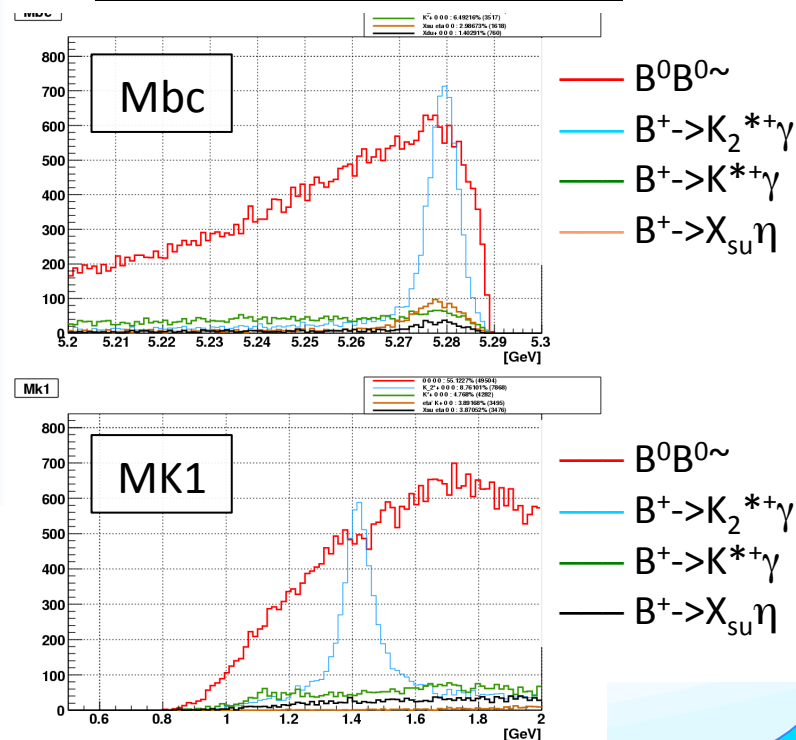 Mbc
K*+ 0 0 0 : 6.49216% (3517)
Xsu eta 0 0 : 2.98673% (1618)
Xdu+ 0 0 0 : 1.40291% (760)
Mbc
800
700
600
500
400
300
200
100
0
5.2 5.21 5.22 5.23 5.24 5.25 5.26 5.27 5.28 5.29 5.3
[GeV]
B⁰B⁰~
B⁺->K₂*⁺γ
B⁺->K*⁺γ
B⁺->Xsuη
Mk1
0 0 0 0 : 55.1227% (49504)
K_2*+ 0 0 0 : 8.76101% (7868)
K*+ 0 0 0 : 4.768% (4282)
eta' K+ 0 0 : 3.89168% (3495)
Xsu eta 0 0 : 3.87052% (3476)
MK1
800
700
600
500
400
300
200
100
0
0.6 0.8 1 1.2 1.4 1.6 1.8 2
[GeV]
B⁰B⁰~
B⁺->K₂*⁺γ
B⁺->K*⁺γ
B⁺->Xsuη